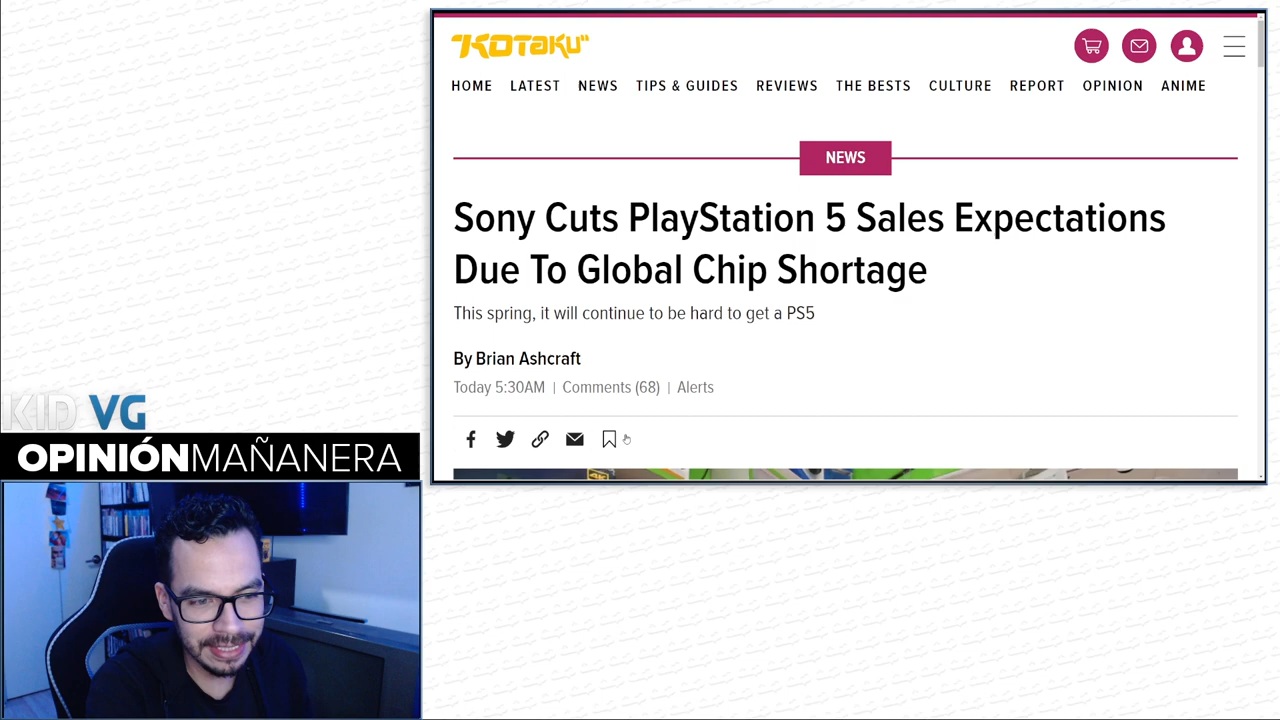 KOTAKU
HOME LATEST NEWS TIPS & GUIDES REVIEWS THE BESTS CULTURE REPORT OPINION ANIME
NEWS
Sony Cuts PlayStation 5 Sales Expectations
Due To Global Chip Shortage
This spring, it will continue to be hard to get a PS5
By Brian Ashcraft
Today 5:30AM | Comments (68) | Alerts
KID VG
OPINIÓNMAÑANERA